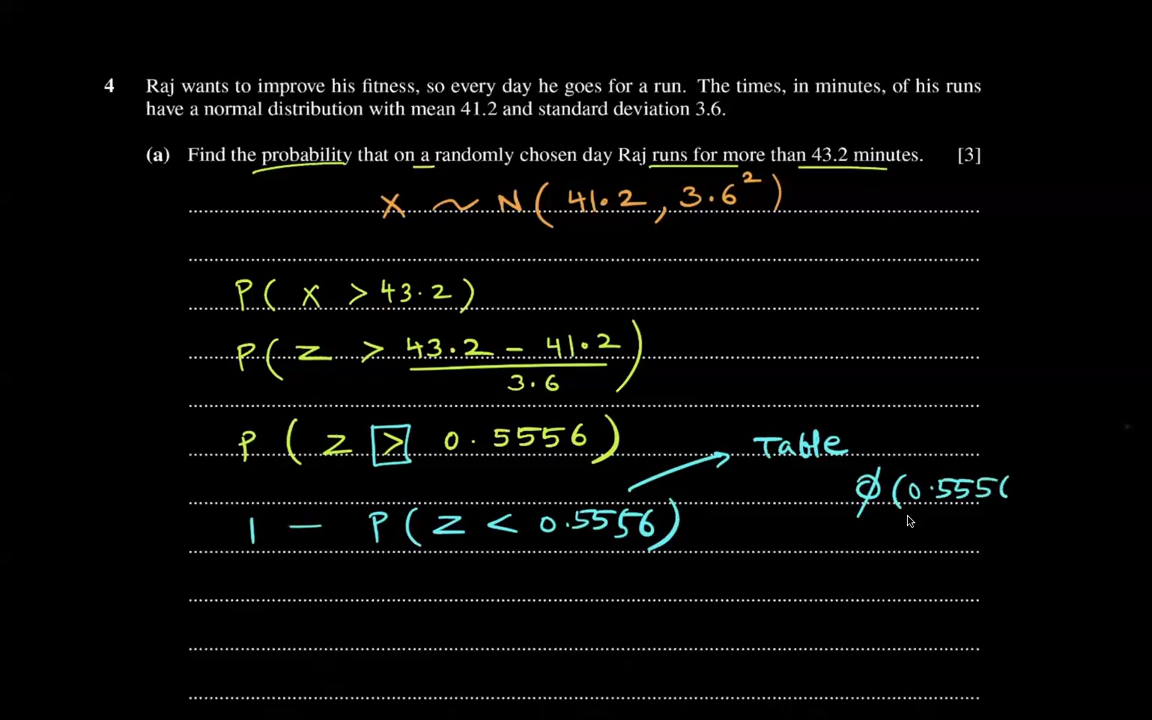 4 Raj wants to improve his fitness, so every day he goes for a run. The times, in minutes, of his runs
have a normal distribution with mean 41.2 and standard deviation 3.6.
(a) Find the probability that on a randomly chosen day Raj runs for more than 43.2 minutes. [3]
X ~ N( 41.2 , 3.6² )
P( X > 43.2 )
P( Z > 43.2 - 41.2 / 3.6 )
P ( Z > 0.5556 )
Table
Ø (0.5556
1 - P( Z < 0.5556 )